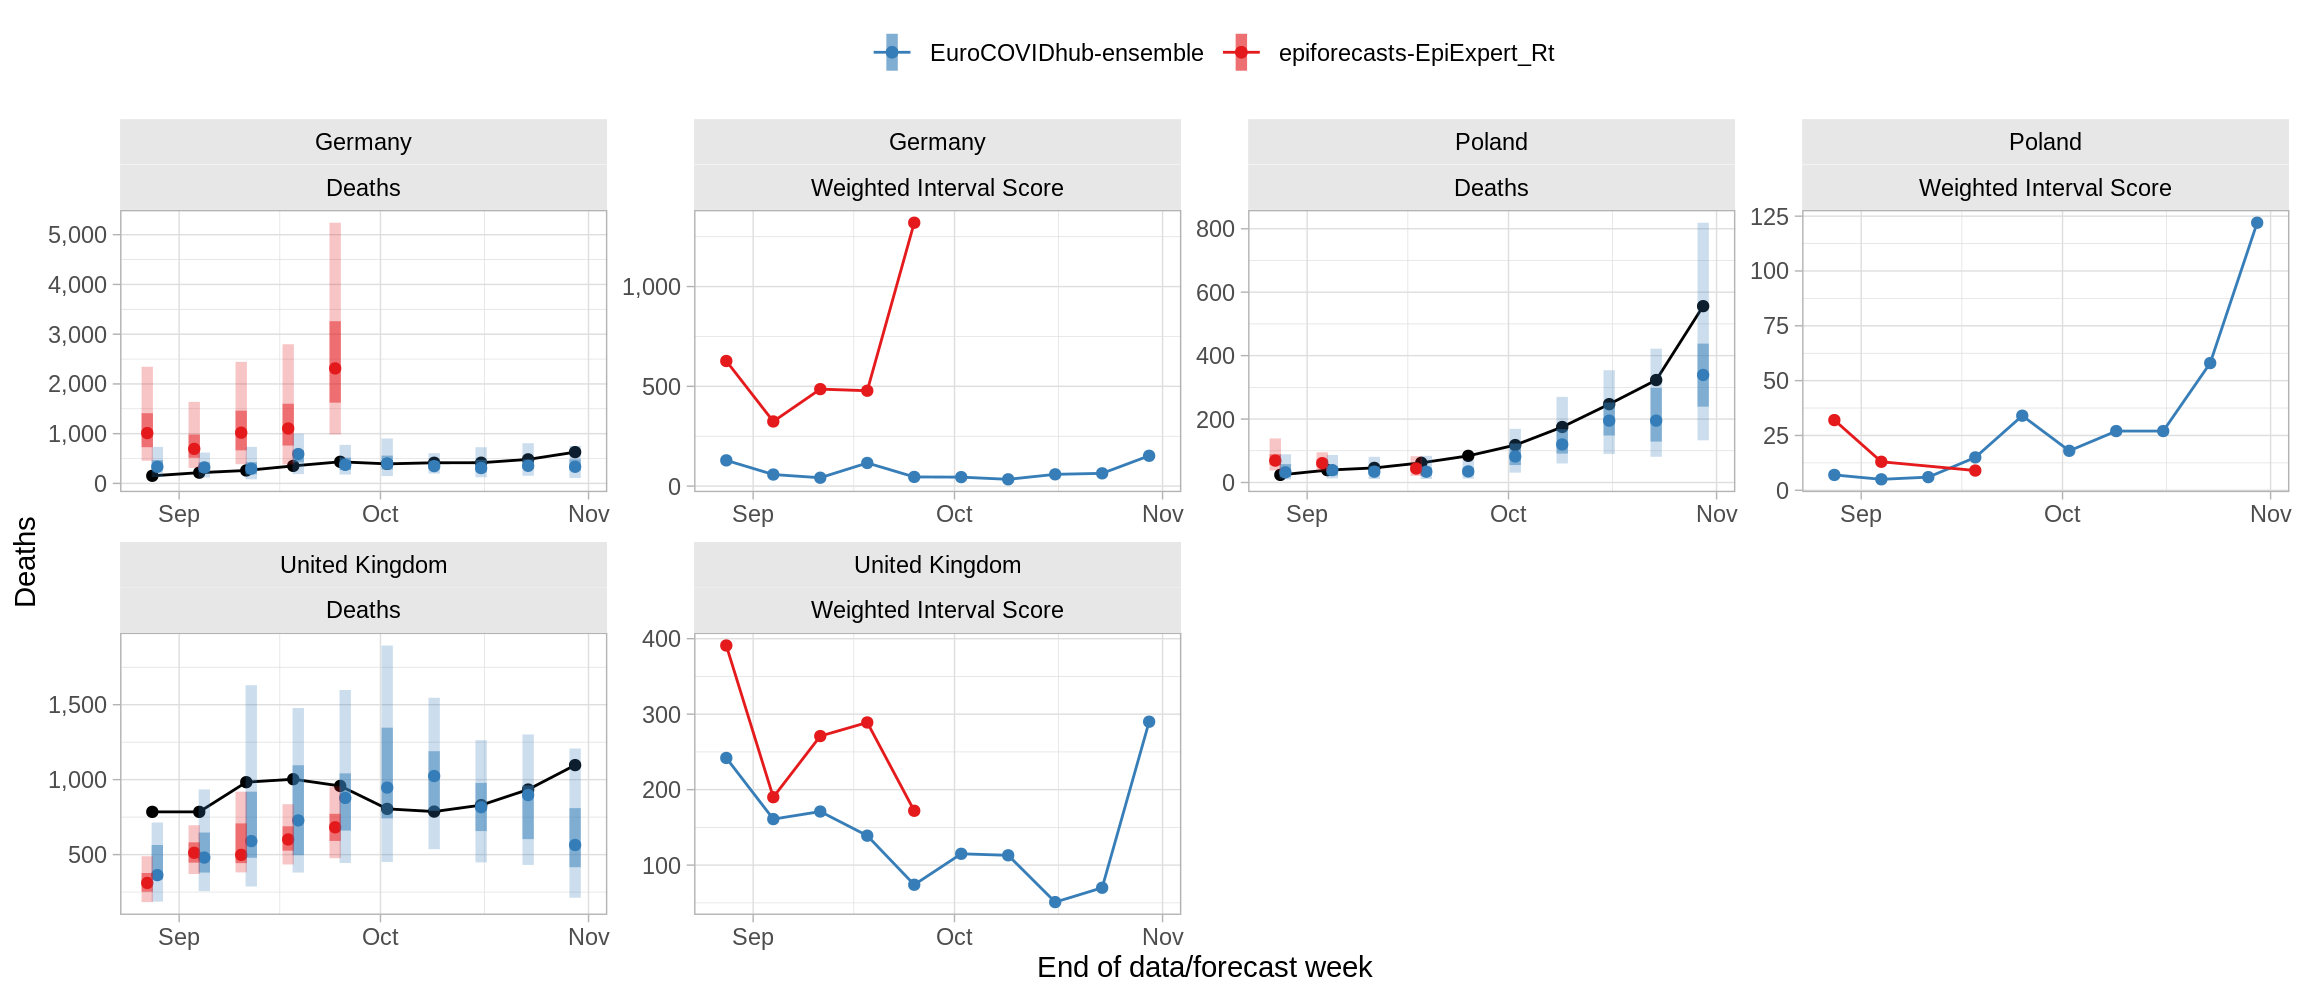 EuroCOVIDhub-ensemble epiforecasts-EpiExpert_Rt
Germany
Deaths
5,000
4,000
3,000
2,000
1,000
0
Sep Oct Nov
Germany
Weighted Interval Score
1,000
500
0
Sep Oct Nov
Poland
Deaths
800
600
400
200
0
Sep Oct Nov
Poland
Weighted Interval Score
125
100
75
50
25
0
Sep Oct Nov
United Kingdom
Deaths
1,500
1,000
500
Sep Oct Nov
United Kingdom
Weighted Interval Score
400
300
200
100
Sep Oct Nov
Deaths
End of data/forecast week